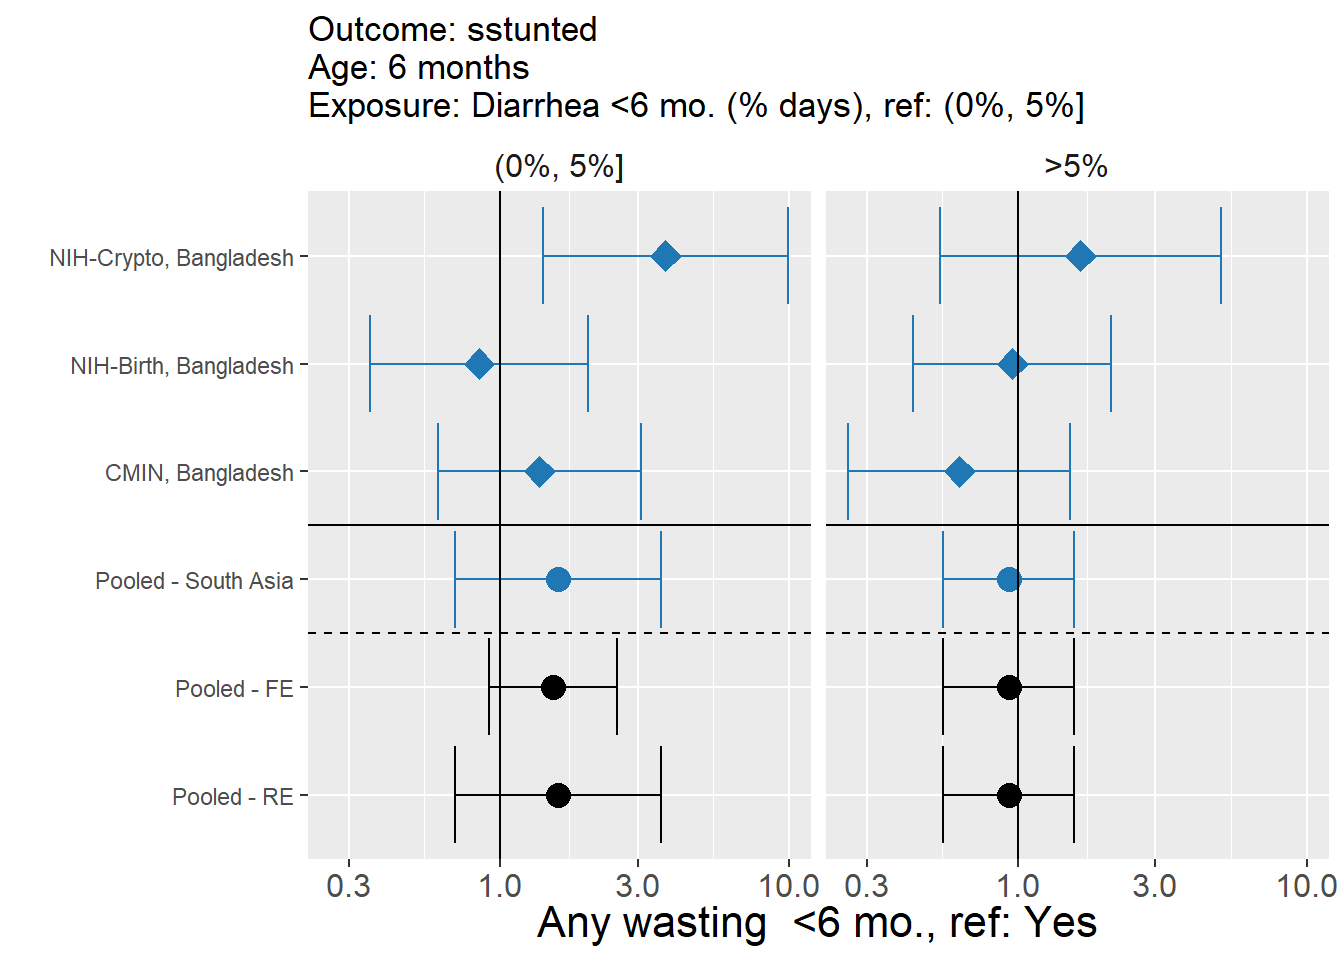 Outcome: sstunted
Age: 6 months
Exposure: Diarrhea <6 mo. (% days), ref: (0%, 5%]
(0%, 5%]
>5%
NIH-Crypto, Bangladesh
NIH-Birth, Bangladesh
CMIN, Bangladesh
Pooled - South Asia
Pooled - FE
Pooled - RE
0.3 1.0 3.0 10.0 0.3 1.0 3.0 10.0
Any wasting  <6 mo., ref: Yes